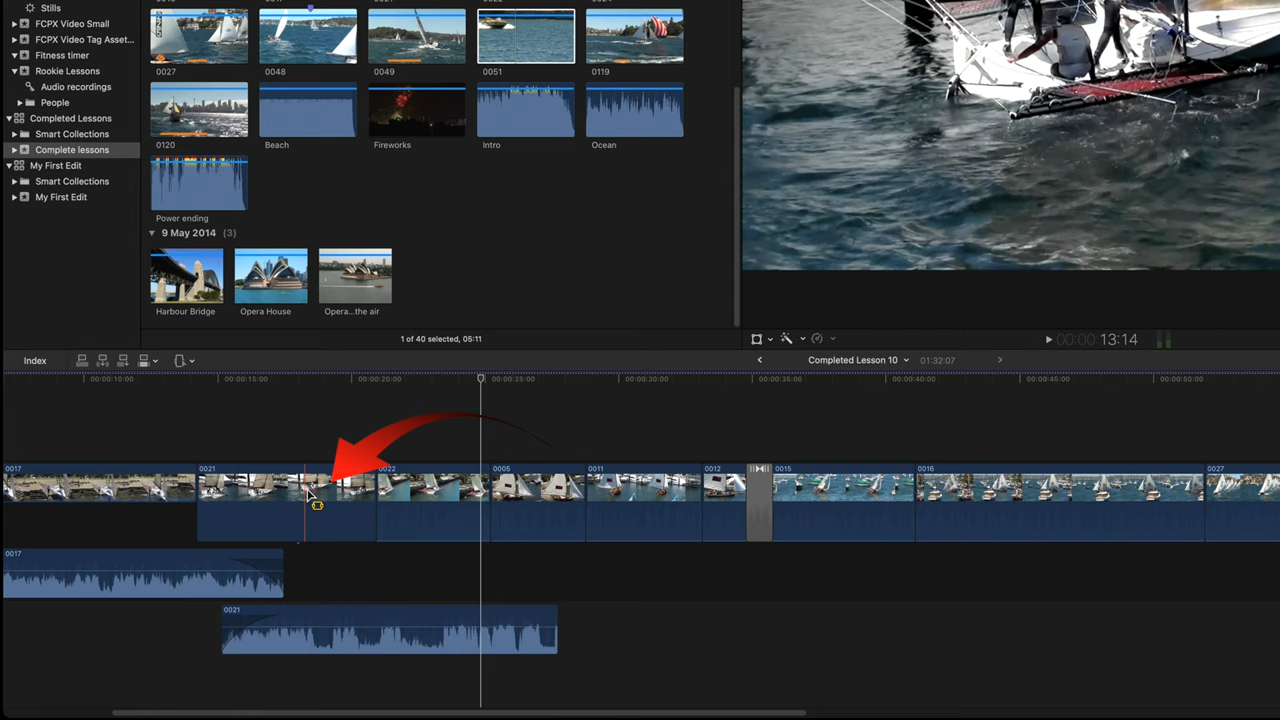 Stills
FCPX Video Small
FCPX Video Tag Asset...
Fitness timer
Rookie Lessons
Audio recordings
People
Completed Lessons
Smart Collections
Complete lessons
My First Edit
Smart Collections
My First Edit
0027
0048
0049
0051
0119
0120
Beach
Fireworks
Intro
Ocean
Power ending
9 May 2014 (3)
Harbour Bridge
Opera House
Opera...the air
1 of 40 selected, 05:11
00:00:13:14
Index
Completed Lesson 10
01:32:07
00:00:10:00
00:00:15:00
00:00:20:00
00:00:25:00
00:00:30:00
00:00:35:00
00:00:40:00
00:00:45:00
00:00:50:00
0017
0021
0022
0005
0011
0012
0015
0016
0027
0017
0021